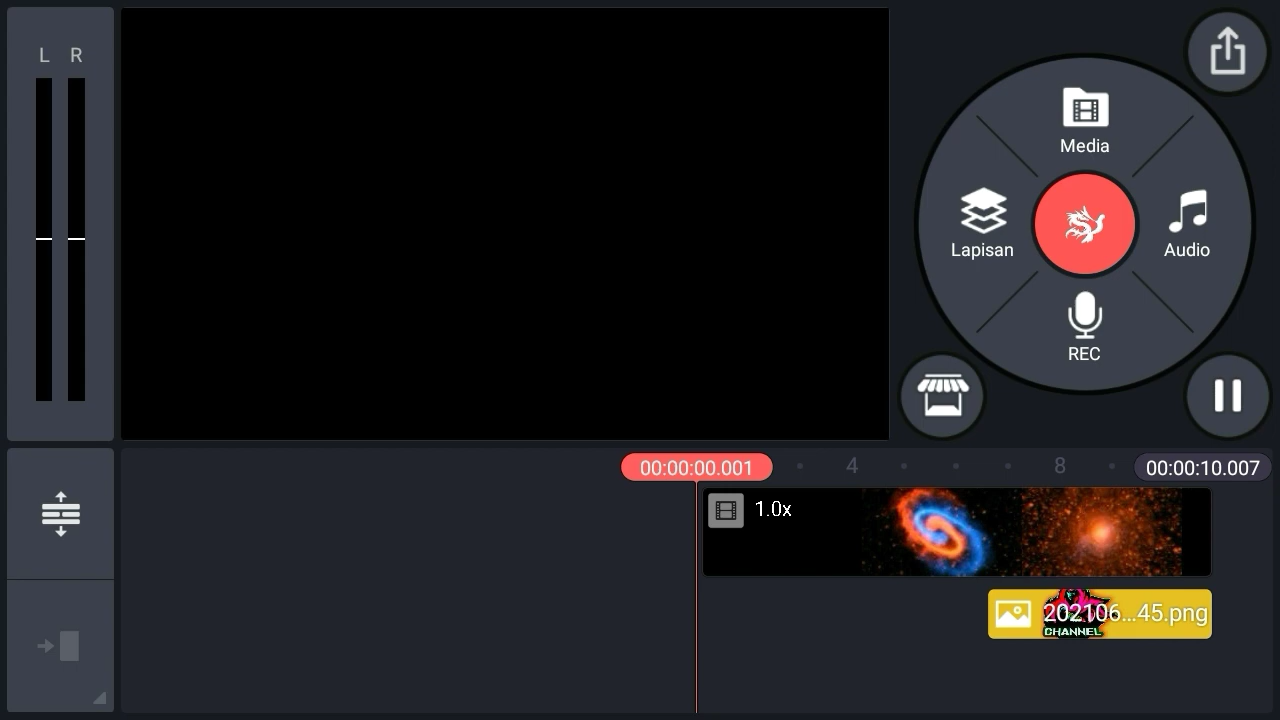 L R
Media
Lapisan
Audio
REC
00:00:00.001
4
8
00:00:10.007
1.0x
202106...45.png
CHANNEL